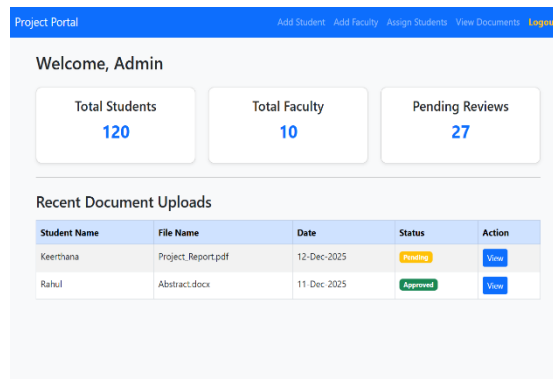 Project Portal Add Student Add Faculty Assign Students View Documents Logou
Welcome, Admin
Total Students Total Faculty Pending Reviews
120 10 27
Recent Document Uploads
Student Name File Name Date Status Action
Keerthana Project_Report.pdf 12-Dec-2025 Pending View
Rahul Abstract.docx 11-Dec-2025 Approved View